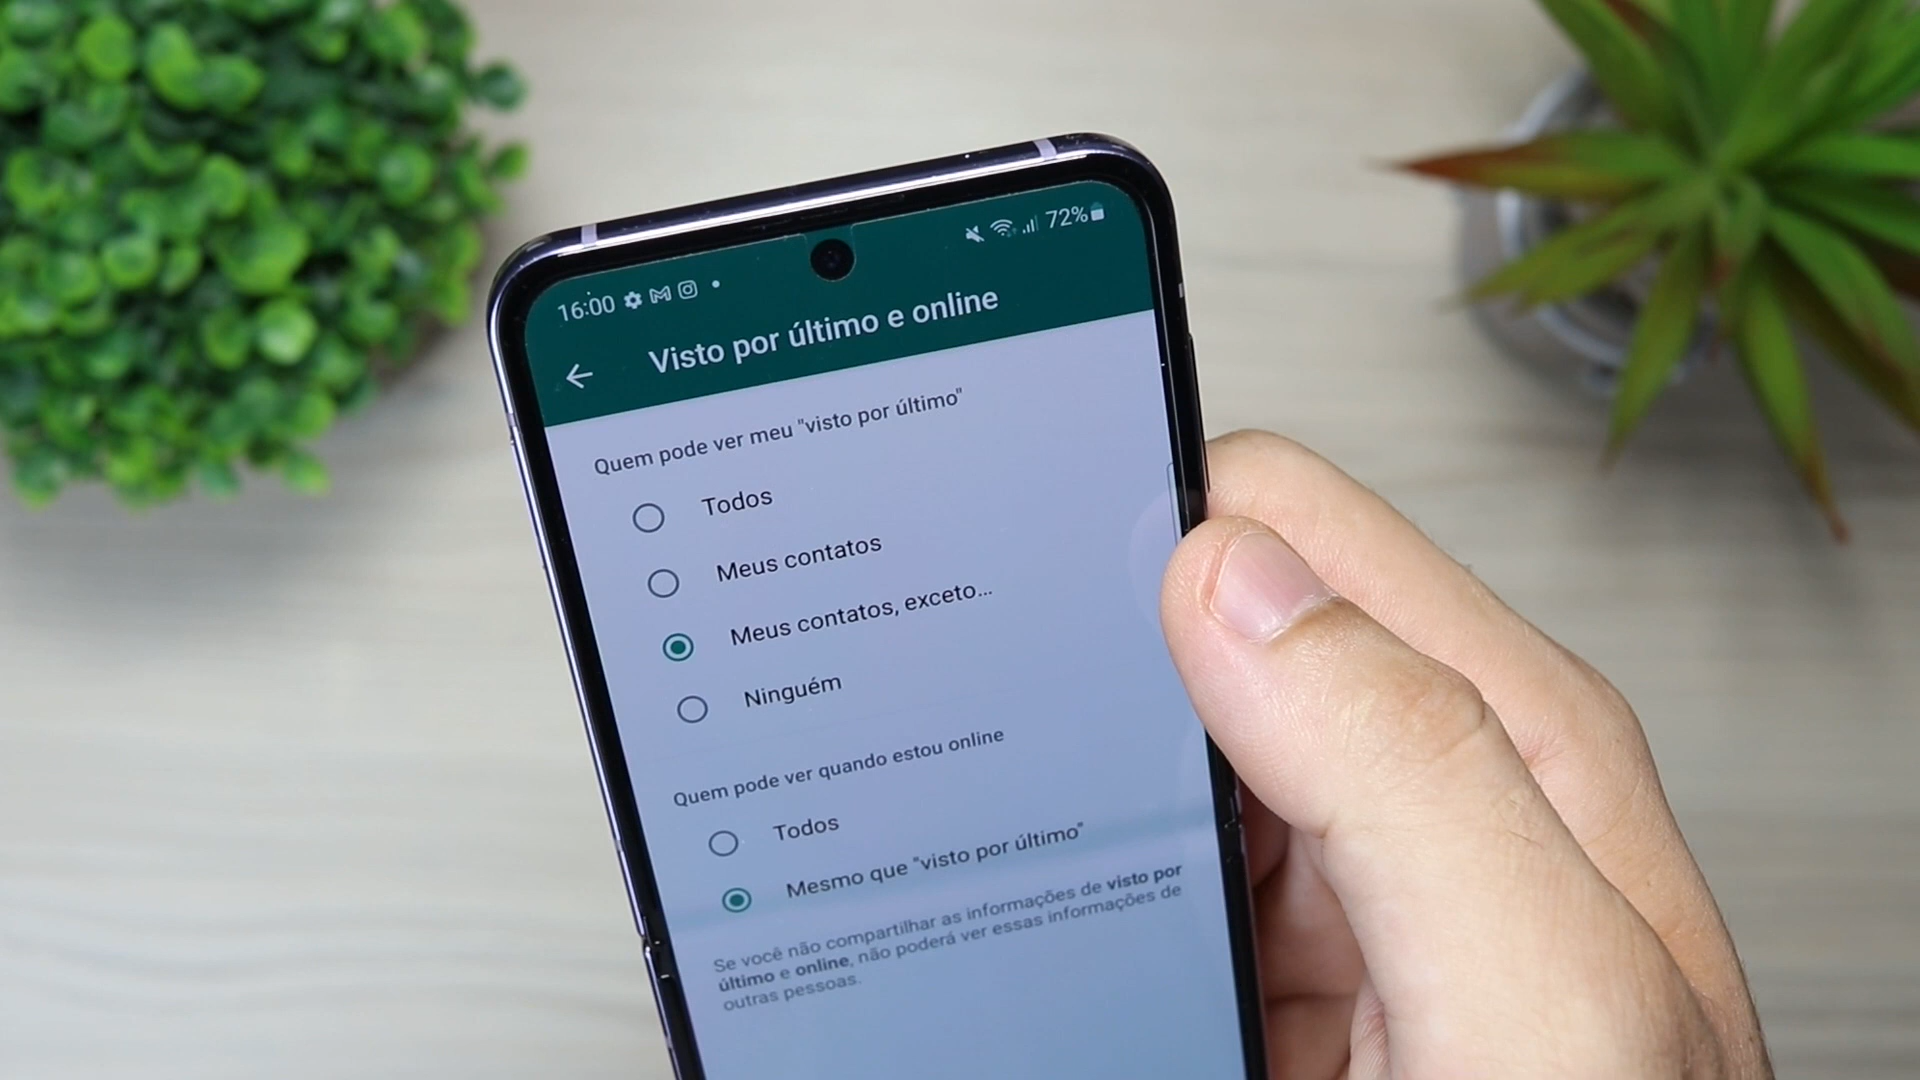 16:00
72%
Visto por último e online
Quem pode ver meu "visto por último"
Todos
Meus contatos
Meus contatos, exceto...
Ninguém
Quem pode ver quando estou online
Todos
Mesmo que "visto por último"
Se você não compartilhar as informações de visto por
último e online, não poderá ver essas informações de
outras pessoas.